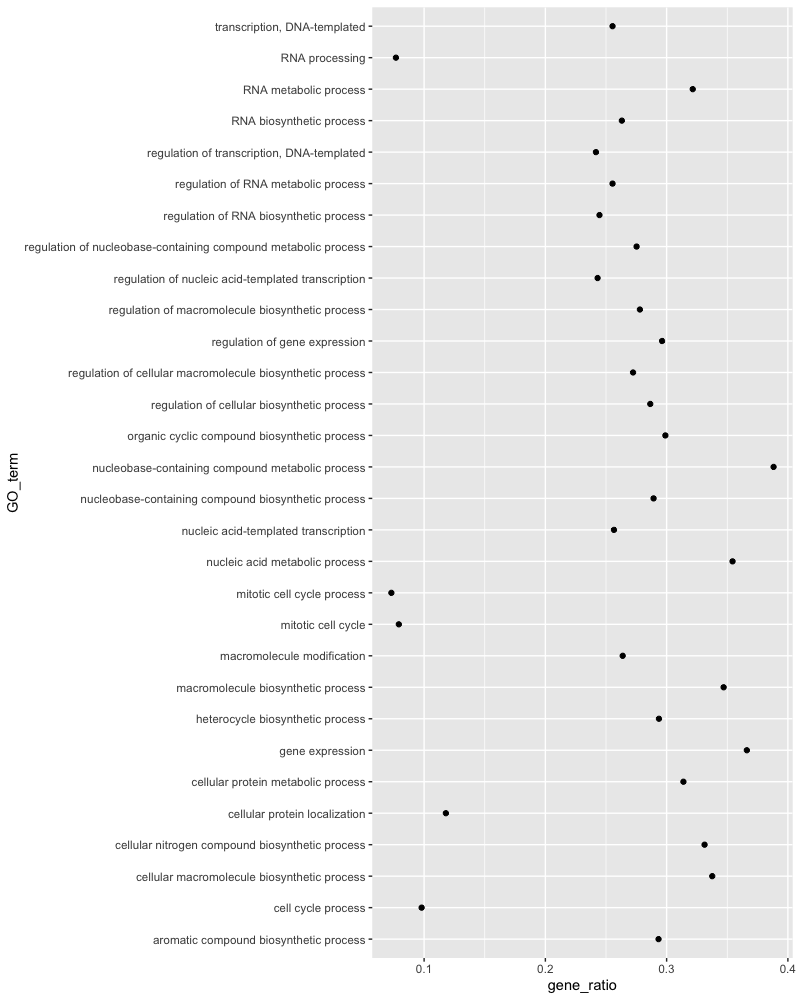 transcription, DNA-templated
RNA processing
RNA metabolic process
RNA biosynthetic process
regulation of transcription, DNA-templated
regulation of RNA metabolic process
regulation of RNA biosynthetic process
regulation of nucleobase-containing compound metabolic process
regulation of nucleic acid-templated transcription
regulation of macromolecule biosynthetic process
regulation of gene expression
regulation of cellular macromolecule biosynthetic process
regulation of cellular biosynthetic process
organic cyclic compound biosynthetic process
nucleobase-containing compound metabolic process
nucleobase-containing compound biosynthetic process
nucleic acid-templated transcription
nucleic acid metabolic process
mitotic cell cycle process
mitotic cell cycle
macromolecule modification
macromolecule biosynthetic process
heterocycle biosynthetic process
gene expression
cellular protein metabolic process
cellular protein localization
cellular nitrogen compound biosynthetic process
cellular macromolecule biosynthetic process
cell cycle process
aromatic compound biosynthetic process
GO_term
0.1 0.2 0.3 0.4
gene_ratio